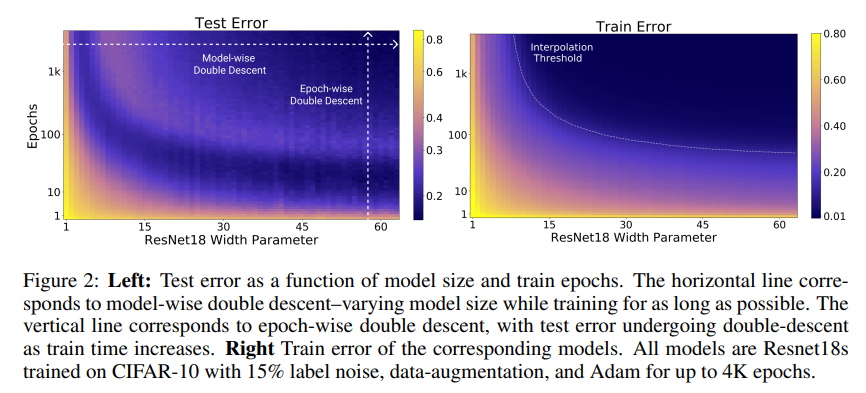 Test Error
Model-wise
Double Descent
Epoch-wise
Double Descent
Epochs
1k
100
10
1
1
15
30
45
60
ResNet18 Width Parameter
0.8
0.6
0.4
0.3
0.2
Train Error
Interpolation
Threshold
1k
100
10
1
1
15
30
45
60
ResNet18 Width Parameter
0.80
0.60
0.40
0.20
0.01
Figure 2: Left: Test error as a function of model size and train epochs. The horizontal line corre-
sponds to model-wise double descent–varying model size while training for as long as possible. The
vertical line corresponds to epoch-wise double descent, with test error undergoing double-descent
as train time increases. Right Train error of the corresponding models. All models are Resnet18s
trained on CIFAR-10 with 15% label noise, data-augmentation, and Adam for up to 4K epochs.